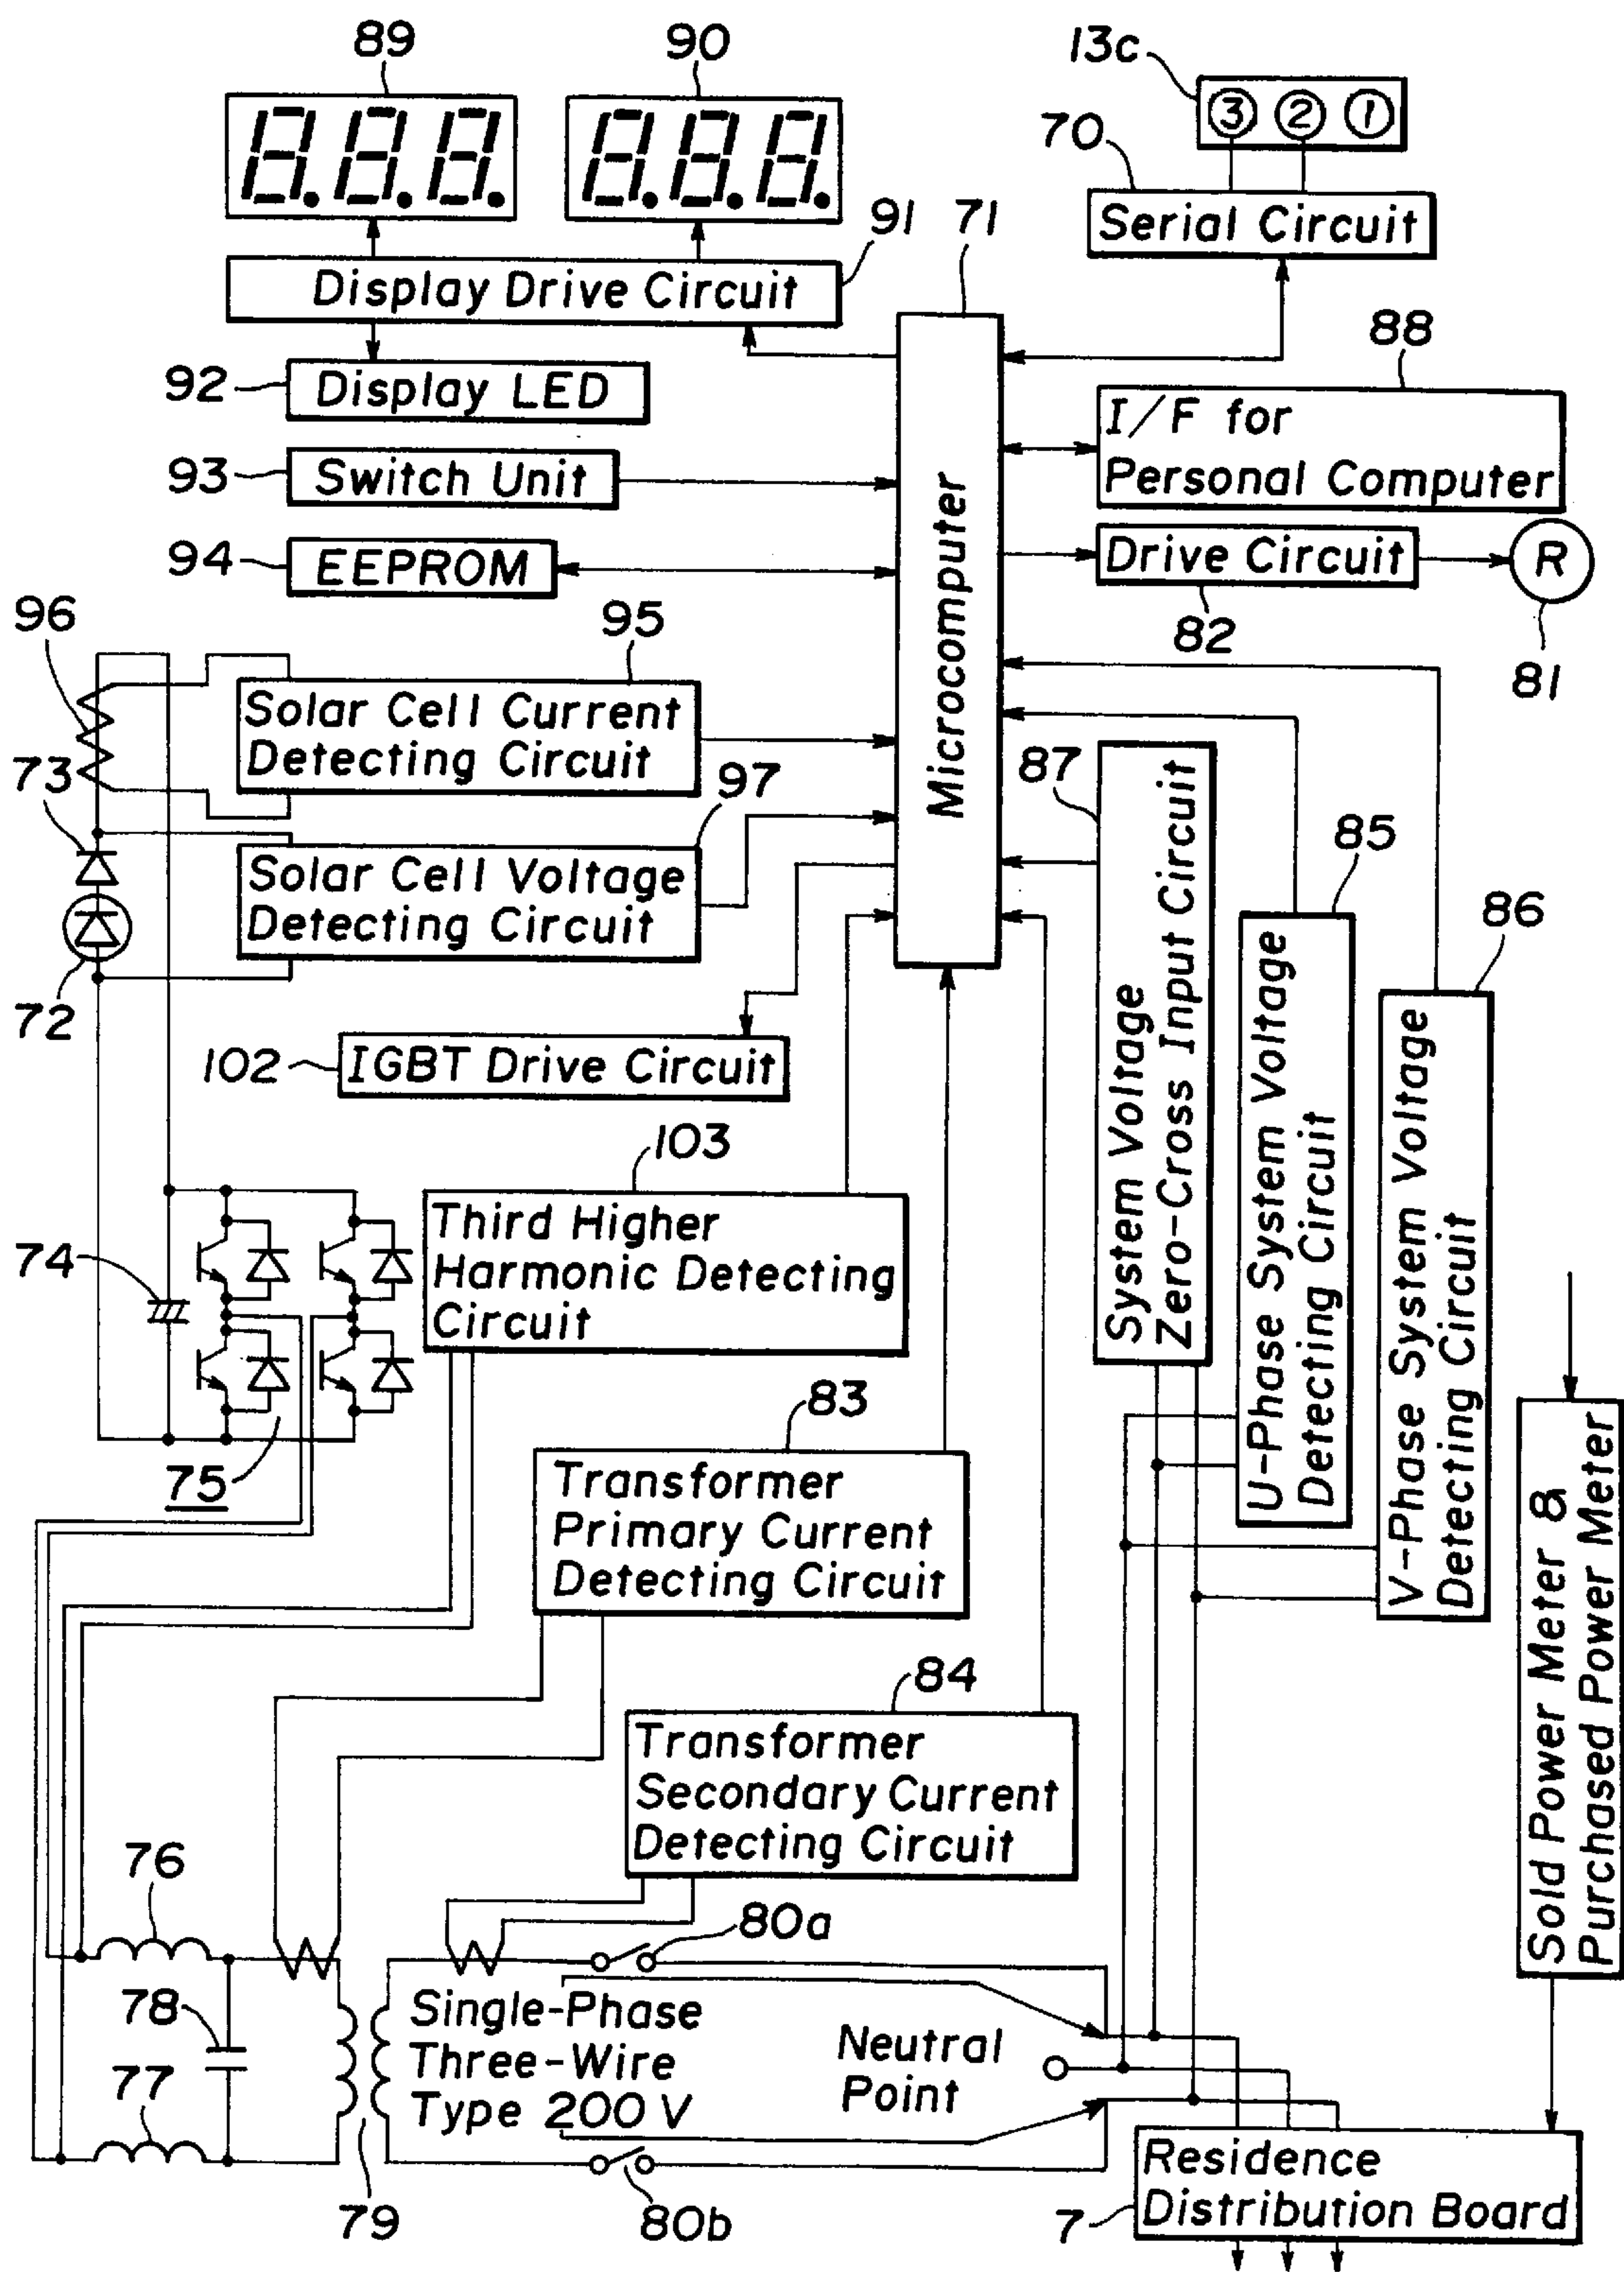 89
90
13c
3 2 1
70
Serial Circuit
91
71
Display Drive Circuit
88
92
Display LED
I/F for
Personal Computer
93
Switch Unit
94
EEPROM
Drive Circuit
R
82
81
Microcomputer
96
95
Solar Cell Current
Detecting Circuit
73
97
Solar Cell Voltage
Detecting Circuit
72
87
System Voltage
Zero-Cross Input Circuit
85
U-Phase System Voltage
Detecting Circuit
86
V-Phase System Voltage
Detecting Circuit
102
IGBT Drive Circuit
103
Third Higher
Harmonic Detecting
Circuit
74
75
83
Transformer
Primary Current
Detecting Circuit
Sold Power Meter &
Purchased Power Meter
84
Transformer
Secondary Current
Detecting Circuit
76
80a
78
Single-Phase
Three-Wire
Type 200 V
Neutral
Point
77
79
80b
7
Residence
Distribution Board